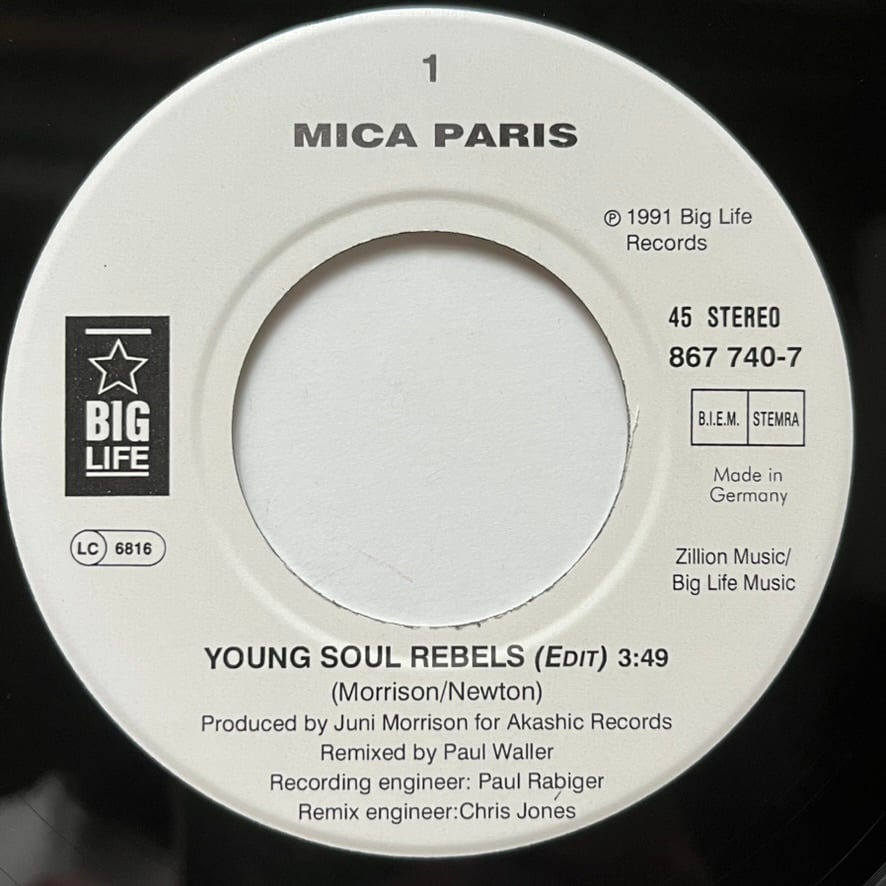 1
MICA PARIS
℗ 1991 Big Life
Records
45 STEREO
867 740-7
B.I.E.M. STEMRA
Made in
Germany
BIG
LIFE
LC 6816
Zillion Music/
Big Life Music
YOUNG SOUL REBELS (EDIT) 3:49
(Morrison/Newton)
Produced by Juni Morrison for Akashic Records
Remixed by Paul Waller
Recording engineer: Paul Rabiger
Remix engineer:Chris Jones